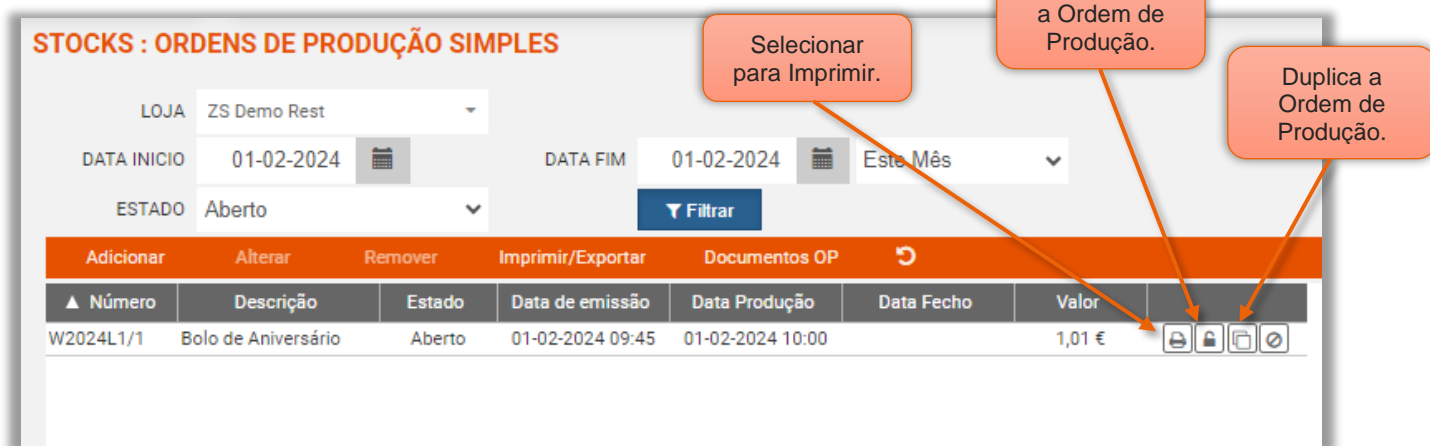 a Ordem de
Produção.
Selecionar
para Imprimir.
Duplica a
Ordem de
Produção.
STOCKS : ORDENS DE PRODUÇÃO SIMPLES
LOJA ZS Demo Rest
DATA INICIO 01-02-2024 DATA FIM 01-02-2024 Este Mês
ESTADO Aberto Filtrar
Adicionar Alterar Remover Imprimir/Exportar Documentos OP
▲ Número Descrição Estado Data de emissão Data Produção Data Fecho Valor
W2024L1/1 Bolo de Aniversário Aberto 01-02-2024 09:45 01-02-2024 10:00 1,01 €